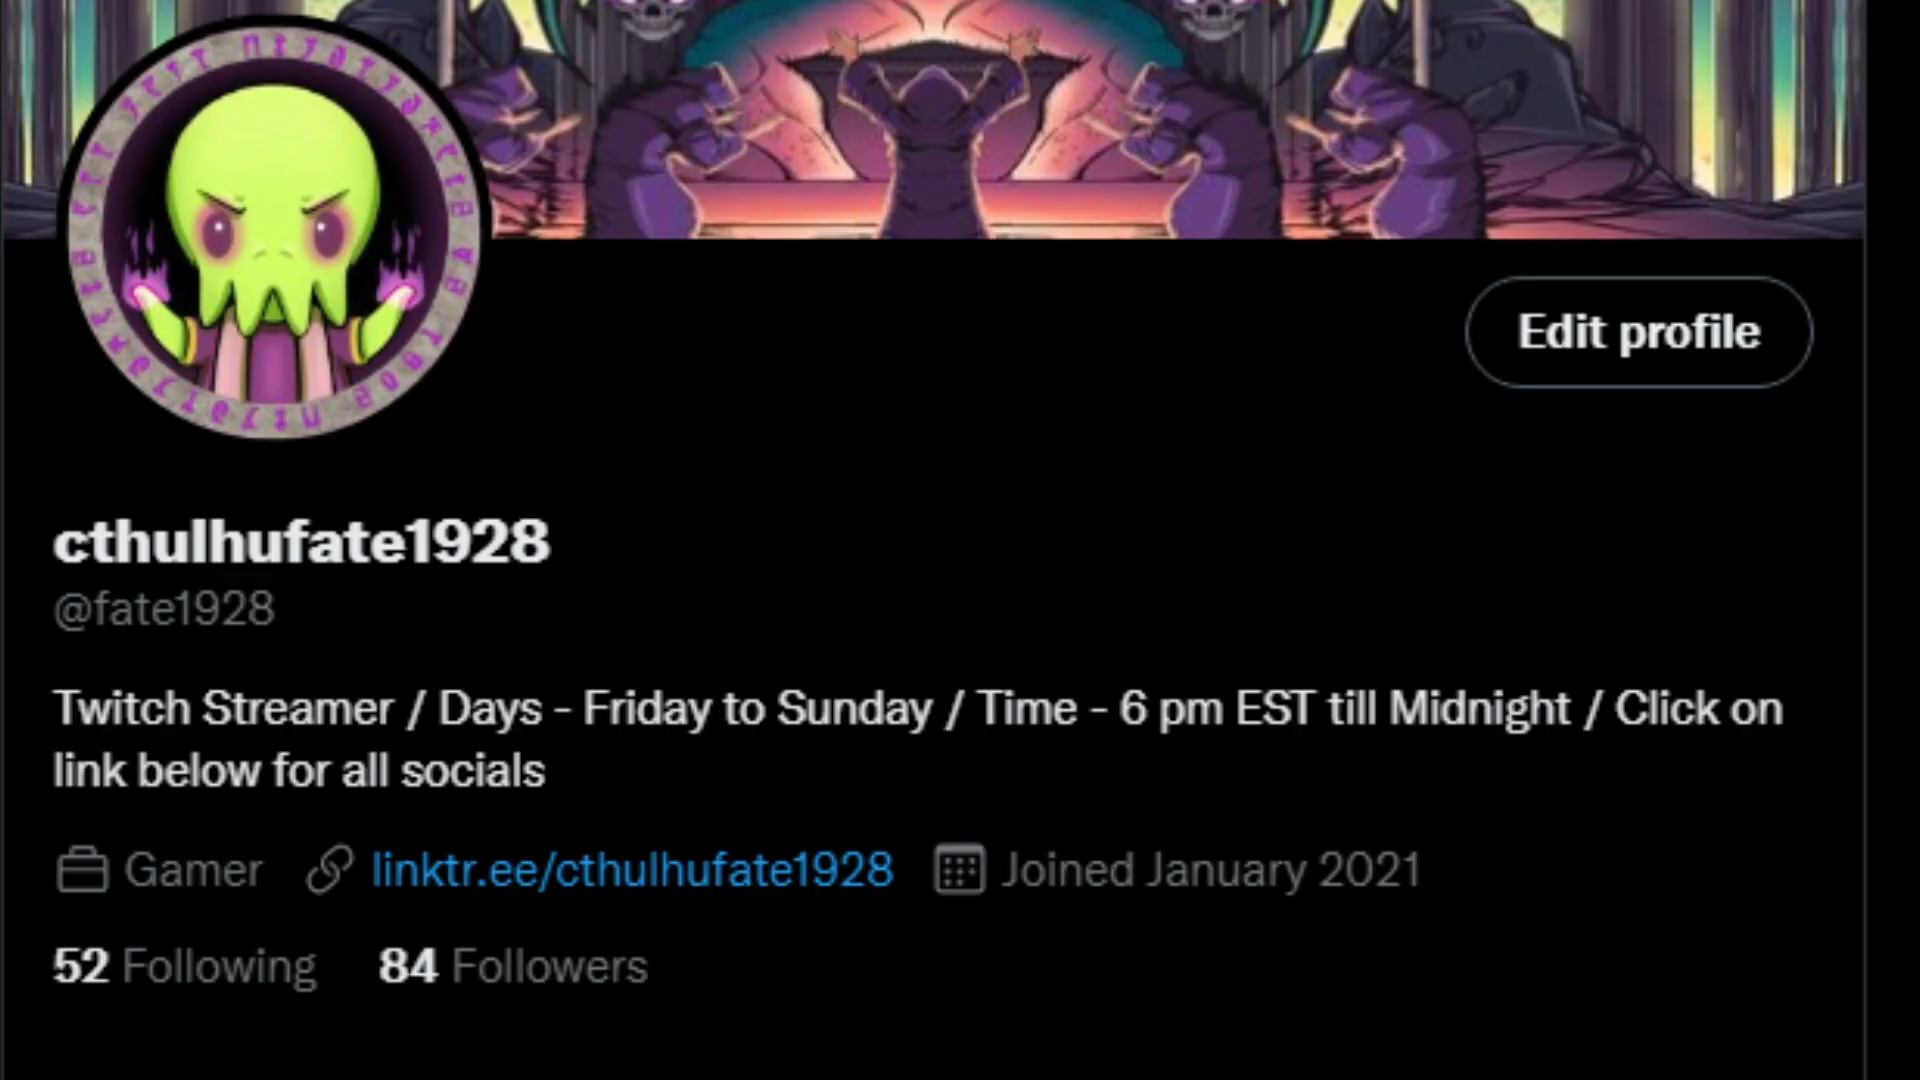 Edit profile
cthulhufate1928
@fate1928
Twitch Streamer / Days - Friday to Sunday / Time - 6 pm EST till Midnight / Click on
link below for all socials
Gamer linktr.ee/cthulhufate1928 Joined January 2021
52 Following 84 Followers